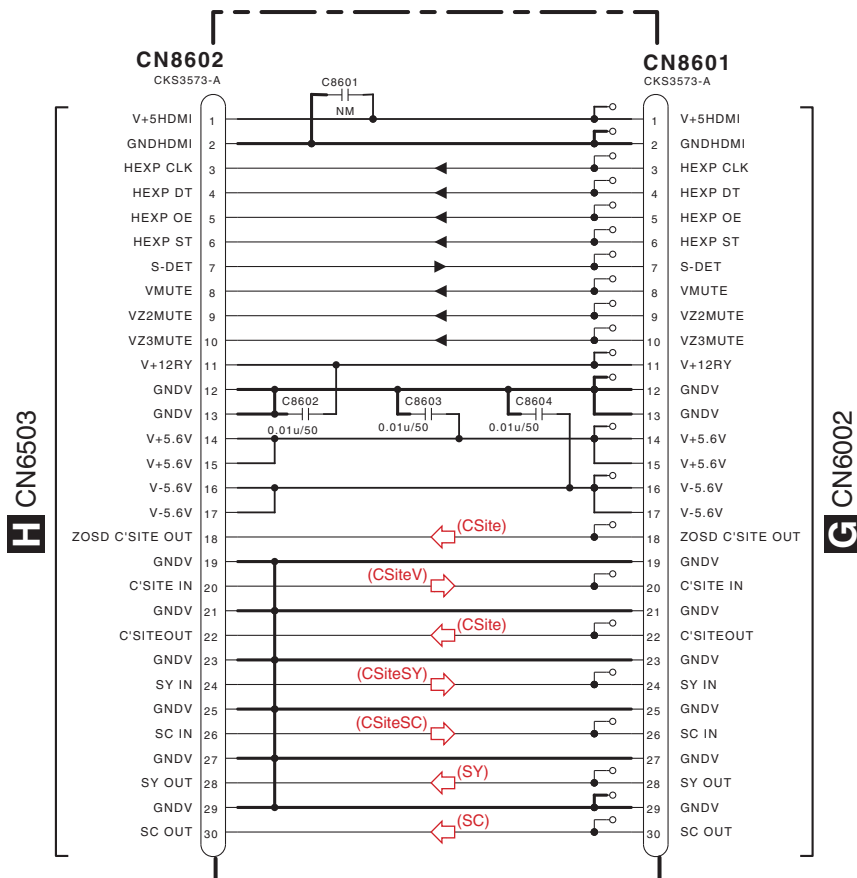 CN8602
CKS3573-A
CN8601
CKS3573-A
C8601
NM
V+5HDMI 1 1 V+5HDMI
GNDHDMI 2 2 GNDHDMI
HEXP CLK 3 3 HEXP CLK
HEXP DT 4 4 HEXP DT
HEXP OE 5 5 HEXP OE
HEXP ST 6 6 HEXP ST
S-DET 7 7 S-DET
VMUTE 8 8 VMUTE
VZ2MUTE 9 9 VZ2MUTE
VZ3MUTE 10 10 VZ3MUTE
V+12RY 11 11 V+12RY
GNDV 12 12 GNDV
C8602 C8603 C8604
GNDV 13 13 GNDV
0.01u/50 0.01u/50 0.01u/50
V+5.6V 14 14 V+5.6V
V+5.6V 15 15 V+5.6V
V-5.6V 16 16 V-5.6V
V-5.6V 17 17 V-5.6V
ZOSD C'SITE OUT 18 (CSite) 18 ZOSD C'SITE OUT
GNDV 19 19 GNDV
C'SITE IN 20 (CSiteV) 20 C'SITE IN
GNDV 21 21 GNDV
C'SITEOUT 22 (CSite) 22 C'SITEOUT
GNDV 23 23 GNDV
SY IN 24 (CSiteSY) 24 SY IN
GNDV 25 25 GNDV
SC IN 26 (CSiteSC) 26 SC IN
GNDV 27 27 GNDV
SY OUT 28 (SY) 28 SY OUT
GNDV 29 29 GNDV
SC OUT 30 (SC) 30 SC OUT
H CN6503
G CN6002